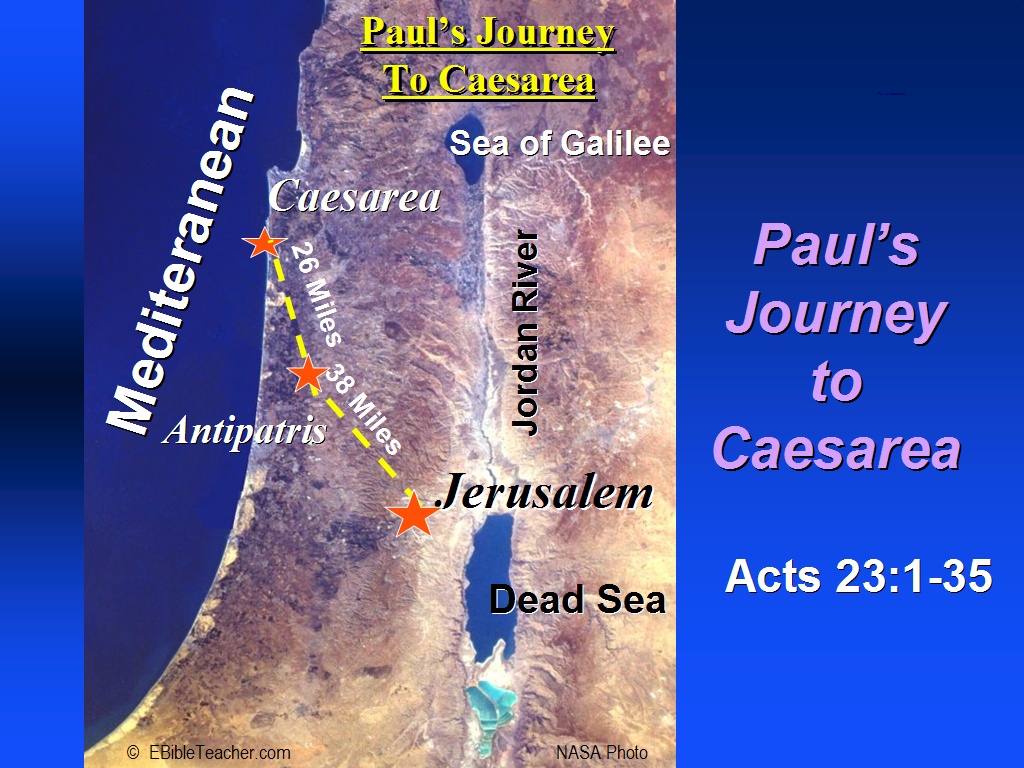 Paul's Journey
To Caesarea
Sea of Galilee
Mediteranean
Caesarea
26 Miles
Jordan River
38 Miles
Antipatris
Jerusalem
Dead Sea
© EBibleTeacher.com
NASA Photo
Paul's
Journey
to
Caesarea
Acts 23:1-35